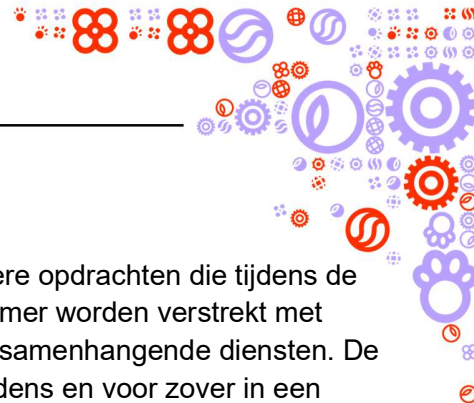 ere opdrachten die tijdens de
mer worden verstrekt met
samenhangende diensten. De
dens en voor zover in een